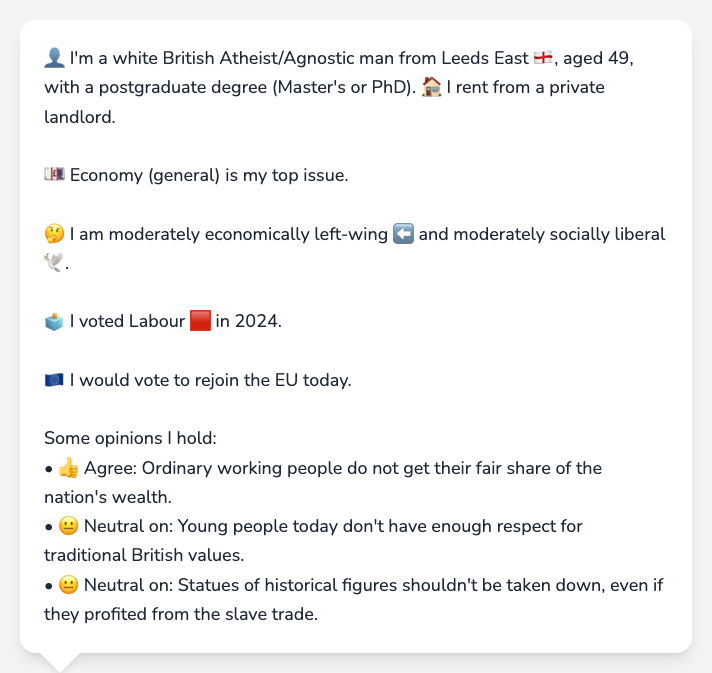 👤 I'm a white British Atheist/Agnostic man from Leeds East 🏴󠁧󠁢󠁥󠁮󠁧󠁿, aged 49,
with a postgraduate degree (Master's or PhD). 🏠 I rent from a private
landlord.
💷 Economy (general) is my top issue.
🤔 I am moderately economically left-wing ⬅️ and moderately socially liberal
🕊️.
🗳️ I voted Labour 🟥 in 2024.
🇪🇺 I would vote to rejoin the EU today.
Some opinions I hold:
• 👍 Agree: Ordinary working people do not get their fair share of the
nation's wealth.
• 😐 Neutral on: Young people today don't have enough respect for
traditional British values.
• 😐 Neutral on: Statues of historical figures shouldn't be taken down, even if
they profited from the slave trade.